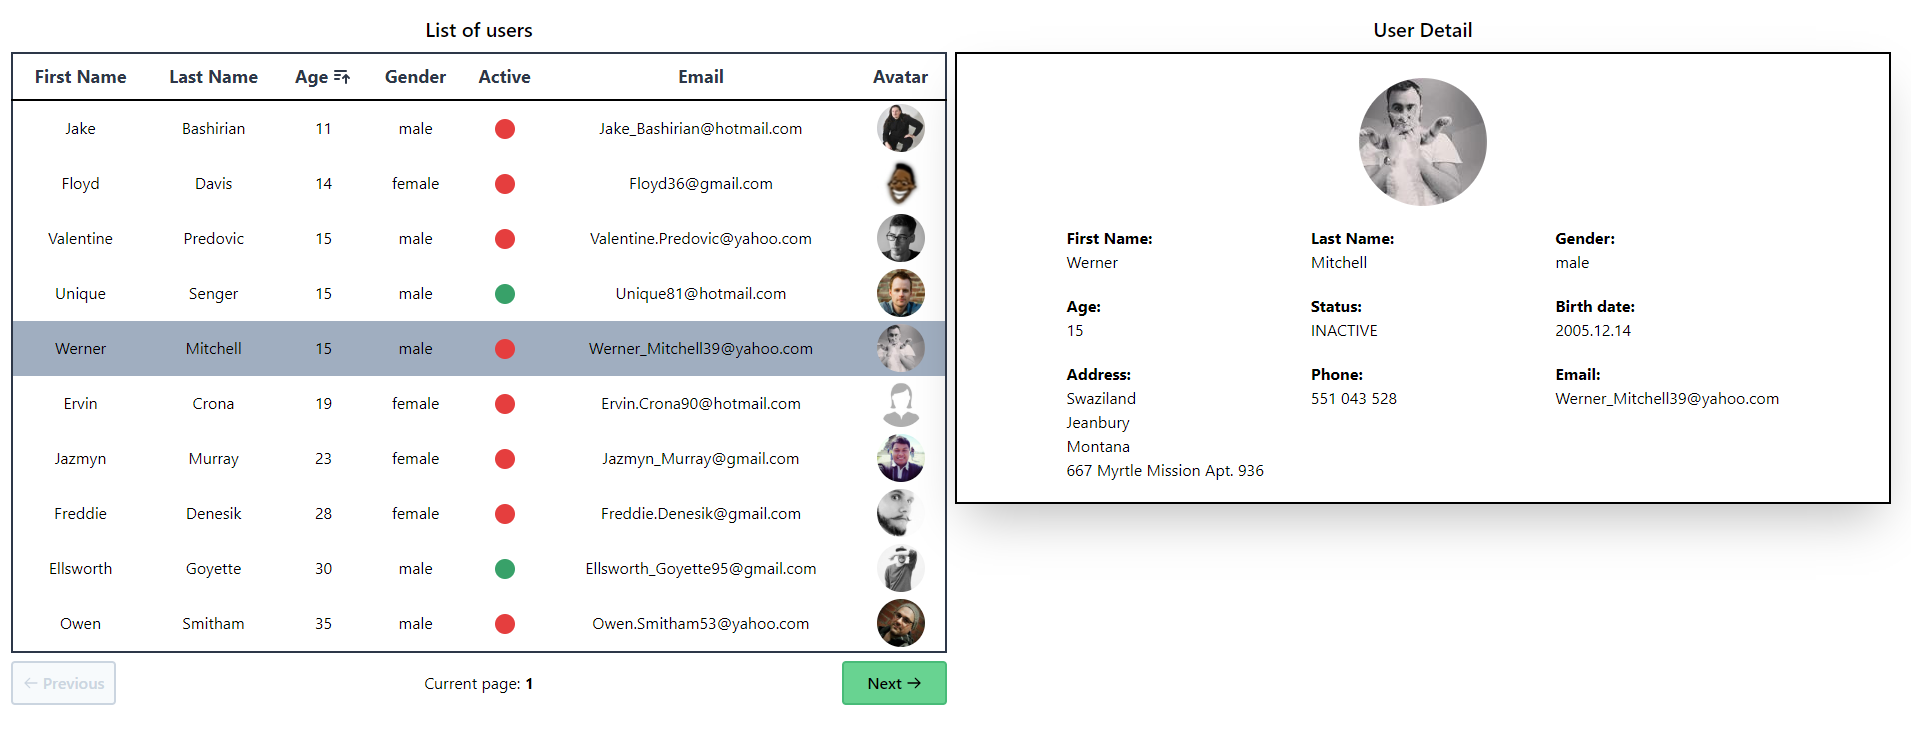 List of users
First Name Last Name Age Gender Active Email Avatar
Jake Bashirian 11 male Jake_Bashirian@hotmail.com
Floyd Davis 14 female Floyd36@gmail.com
Valentine Predovic 15 male Valentine.Predovic@yahoo.com
Unique Senger 15 male Unique81@hotmail.com
Werner Mitchell 15 male Werner_Mitchell39@yahoo.com
Ervin Crona 19 female Ervin.Crona90@hotmail.com
Jazmyn Murray 23 female Jazmyn_Murray@gmail.com
Freddie Denesik 28 female Freddie.Denesik@gmail.com
Ellsworth Goyette 30 male Ellsworth_Goyette95@gmail.com
Owen Smitham 35 male Owen.Smitham53@yahoo.com
← Previous Current page: 1 Next →
User Detail
First Name: Last Name: Gender:
Werner Mitchell male
Age: Status: Birth date:
15 INACTIVE 2005.12.14
Address: Phone: Email:
Swaziland 551 043 528 Werner_Mitchell39@yahoo.com
Jeanbury
Montana
667 Myrtle Mission Apt. 936